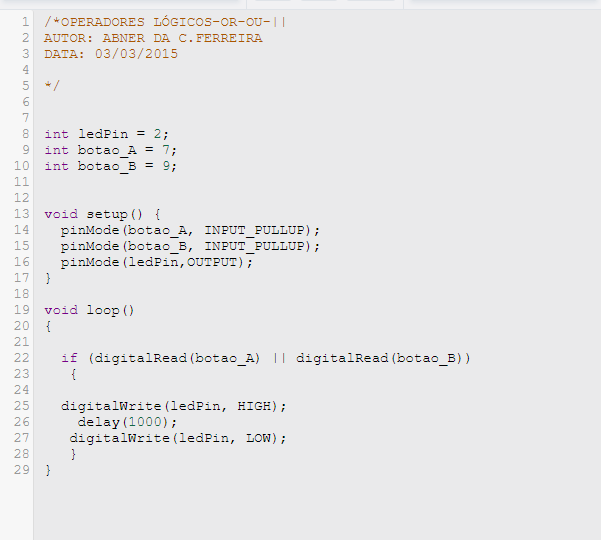 1 /*OPERADORES LÓGICOS-OR-OU-||
2 AUTOR: ABNER DA C.FERREIRA
3 DATA: 03/03/2015
4
5 */
6
7
8 int ledPin = 2;
9 int botao_A = 7;
10 int botao_B = 9;
11
12
13 void setup() {
14   pinMode(botao_A, INPUT_PULLUP);
15   pinMode(botao_B, INPUT_PULLUP);
16   pinMode(ledPin,OUTPUT);
17 }
18
19 void loop()
20 {
21
22   if (digitalRead(botao_A) || digitalRead(botao_B))
23    {
24
25   digitalWrite(ledPin, HIGH);
26     delay(1000);
27    digitalWrite(ledPin, LOW);
28    }
29 }